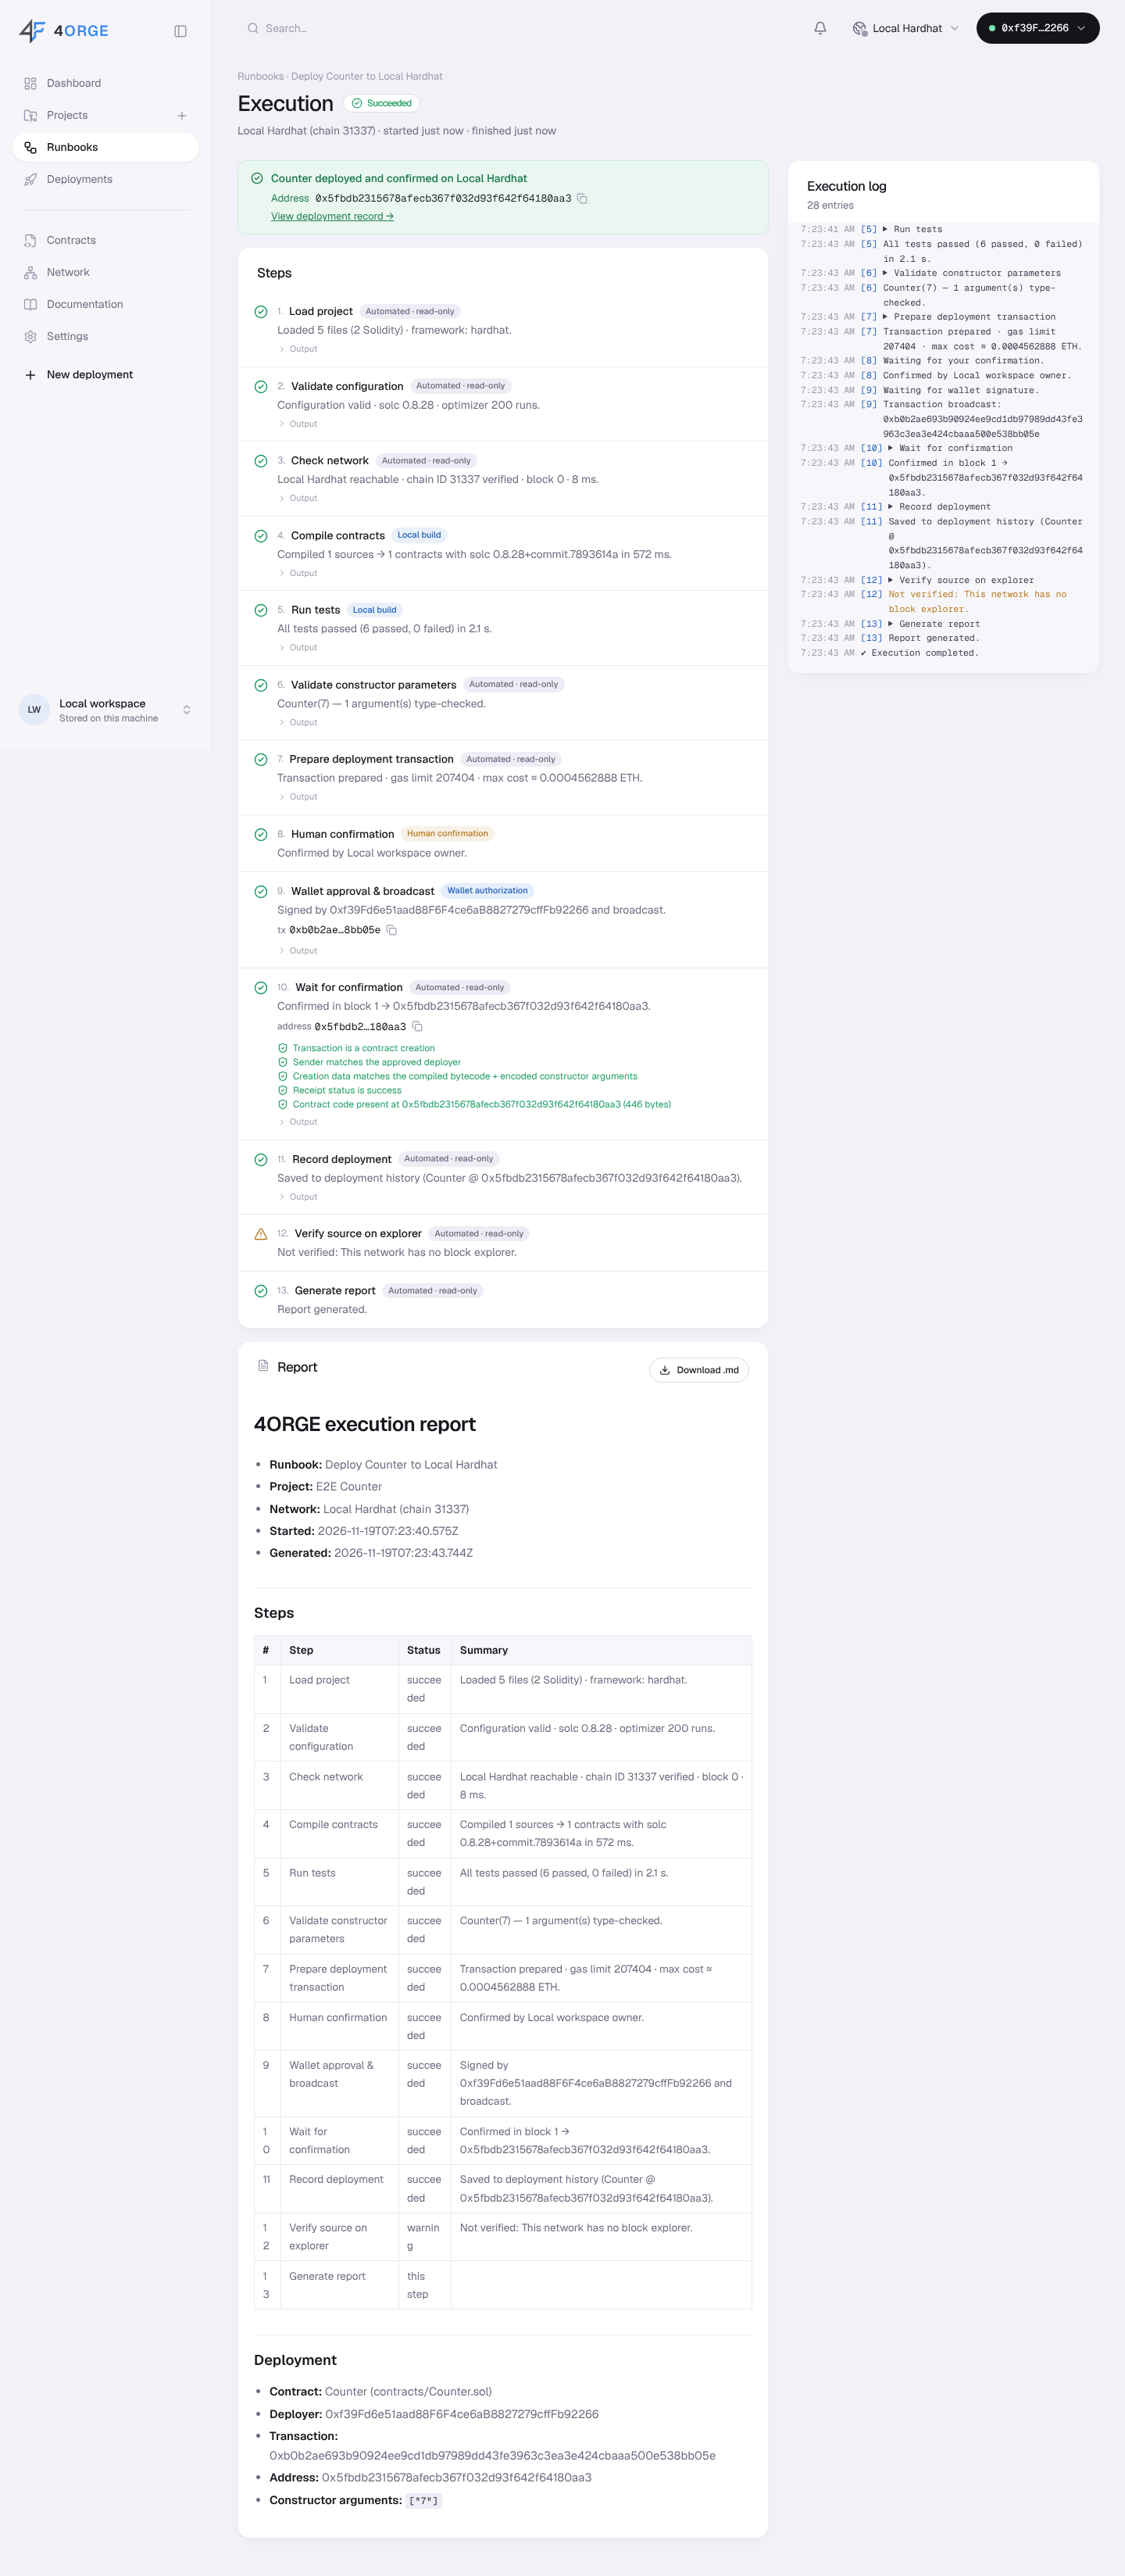 4ORGE
Dashboard
Projects
Runbooks
Deployments
Contracts
Network
Documentation
Settings
New deployment
LW
Local workspace
Stored on this machine
Search...
Local Hardhat
0xf39F…2266
Runbooks · Deploy Counter to Local Hardhat
Execution
Succeeded
Local Hardhat (chain 31337) · started just now · finished just now
Counter deployed and confirmed on Local Hardhat
Address 0x5fbdb2315678afecb367f032d93f642f64180aa3
View deployment record →
Steps
1. Load project Automated · read-only
Loaded 5 files (2 Solidity) · framework: hardhat.
Output
2. Validate configuration Automated · read-only
Configuration valid · solc 0.8.28 · optimizer 200 runs.
Output
3. Check network Automated · read-only
Local Hardhat reachable · chain ID 31337 verified · block 0 · 8 ms.
Output
4. Compile contracts Local build
Compiled 1 sources → 1 contracts with solc 0.8.28+commit.7893614a in 572 ms.
Output
5. Run tests Local build
All tests passed (6 passed, 0 failed) in 2.1 s.
Output
6. Validate constructor parameters Automated · read-only
Counter(7) — 1 argument(s) type-checked.
Output
7. Prepare deployment transaction Automated · read-only
Transaction prepared · gas limit 207404 · max cost ≈ 0.0004562888 ETH.
Output
8. Human confirmation Human confirmation
Confirmed by Local workspace owner.
9. Wallet approval & broadcast Wallet authorization
Signed by 0xf39Fd6e51aad88F6F4ce6aB8827279cffFb92266 and broadcast.
tx 0xb0b2ae…8bb05e
Output
10. Wait for confirmation Automated · read-only
Confirmed in block 1 → 0x5fbdb2315678afecb367f032d93f642f64180aa3.
address 0x5fbdb2…180aa3
Transaction is a contract creation
Sender matches the approved deployer
Creation data matches the compiled bytecode + encoded constructor arguments
Receipt status is success
Contract code present at 0x5fbdb2315678afecb367f032d93f642f64180aa3 (446 bytes)
Output
11. Record deployment Automated · read-only
Saved to deployment history (Counter @ 0x5fbdb2315678afecb367f032d93f642f64180aa3).
Output
12. Verify source on explorer Automated · read-only
Not verified: This network has no block explorer.
13. Generate report Automated · read-only
Report generated.
Execution log
28 entries
7:23:41 AM [5] ▶ Run tests
7:23:43 AM [5] All tests passed (6 passed, 0 failed)
in 2.1 s.
7:23:43 AM [6] ▶ Validate constructor parameters
7:23:43 AM [6] Counter(7) — 1 argument(s) type-
checked.
7:23:43 AM [7] ▶ Prepare deployment transaction
7:23:43 AM [7] Transaction prepared · gas limit
207404 · max cost ≈ 0.0004562888 ETH.
7:23:43 AM [8] Waiting for your confirmation.
7:23:43 AM [8] Confirmed by Local workspace owner.
7:23:43 AM [9] Waiting for wallet signature.
7:23:43 AM [9] Transaction broadcast:
0xb0b2ae693b90924ee9cd1db97989dd43fe3
963c3ea3e424cbaaa500e538bb05e
7:23:43 AM [10] ▶ Wait for confirmation
7:23:43 AM [10] Confirmed in block 1 →
0x5fbdb2315678afecb367f032d93f642f64
180aa3.
7:23:43 AM [11] ▶ Record deployment
7:23:43 AM [11] Saved to deployment history (Counter
@
0x5fbdb2315678afecb367f032d93f642f64
180aa3).
7:23:43 AM [12] ▶ Verify source on explorer
7:23:43 AM [12] Not verified: This network has no
block explorer.
7:23:43 AM [13] ▶ Generate report
7:23:43 AM [13] Report generated.
7:23:43 AM ✔ Execution completed.
Report
Download .md
4ORGE execution report
• Runbook: Deploy Counter to Local Hardhat
• Project: E2E Counter
• Network: Local Hardhat (chain 31337)
• Started: 2026-11-19T07:23:40.575Z
• Generated: 2026-11-19T07:23:43.744Z
Steps
# Step Status Summary
1 Load project succee Loaded 5 files (2 Solidity) · framework: hardhat.
ded
2 Validate succee Configuration valid · solc 0.8.28 · optimizer 200 runs.
configuration ded
3 Check network succee Local Hardhat reachable · chain ID 31337 verified · block 0 ·
ded 8 ms.
4 Compile contracts succee Compiled 1 sources → 1 contracts with solc
ded 0.8.28+commit.7893614a in 572 ms.
5 Run tests succee All tests passed (6 passed, 0 failed) in 2.1 s.
ded
6 Validate constructor succee Counter(7) — 1 argument(s) type-checked.
parameters ded
7 Prepare deployment succee Transaction prepared · gas limit 207404 · max cost ≈
transaction ded 0.0004562888 ETH.
8 Human confirmation succee Confirmed by Local workspace owner.
ded
9 Wallet approval & succee Signed by
broadcast ded 0xf39Fd6e51aad88F6F4ce6aB8827279cffFb92266 and
broadcast.
1 Wait for succee Confirmed in block 1 →
0 confirmation ded 0x5fbdb2315678afecb367f032d93f642f64180aa3.
11 Record deployment succee Saved to deployment history (Counter @
ded 0x5fbdb2315678afecb367f032d93f642f64180aa3).
1 Verify source on warnin Not verified: This network has no block explorer.
2 explorer g
1 Generate report this
3 step
Deployment
• Contract: Counter (contracts/Counter.sol)
• Deployer: 0xf39Fd6e51aad88F6F4ce6aB8827279cffFb92266
• Transaction:
0xb0b2ae693b90924ee9cd1db97989dd43fe3963c3ea3e424cbaaa500e538bb05e
• Address: 0x5fbdb2315678afecb367f032d93f642f64180aa3
• Constructor arguments: ["7"]